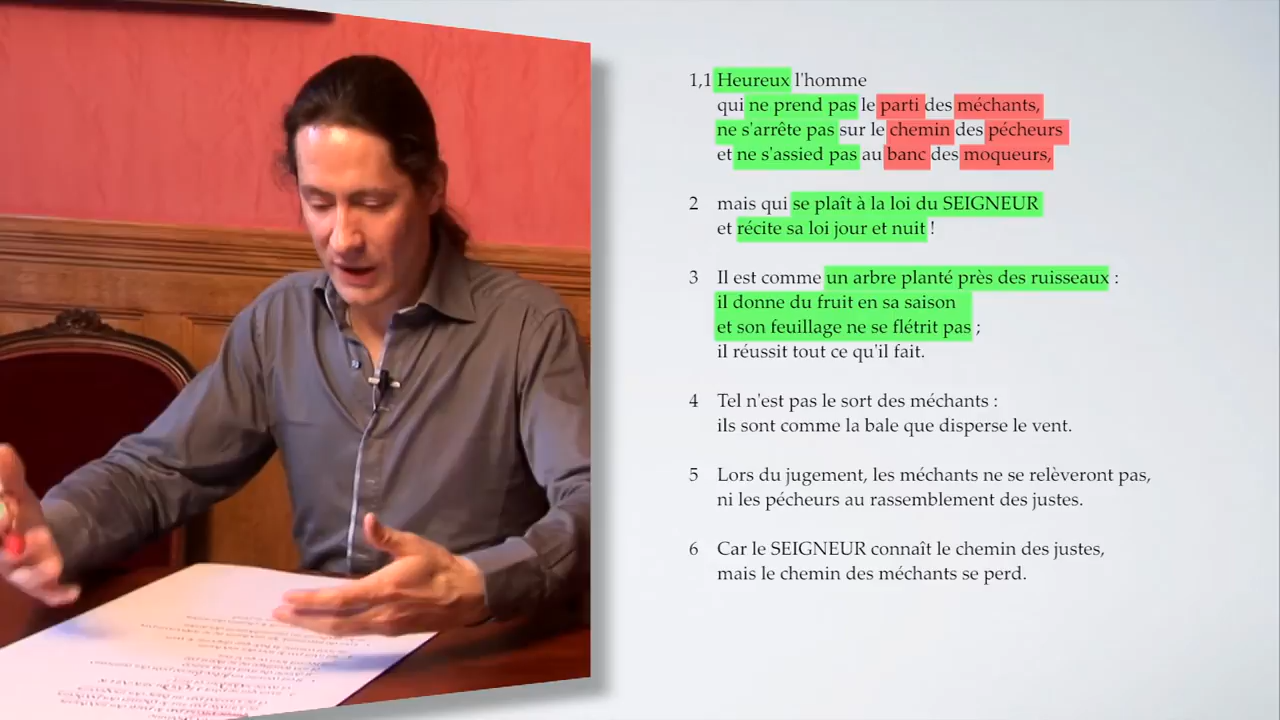 1,1 Heureux l'homme
qui ne prend pas le parti des méchants,
ne s'arrête pas sur le chemin des pécheurs
et ne s'assied pas au banc des moqueurs,
2 mais qui se plaît à la loi du SEIGNEUR
et récite sa loi jour et nuit !
3 Il est comme un arbre planté près des ruisseaux :
il donne du fruit en sa saison
et son feuillage ne se flétrit pas ;
il réussit tout ce qu'il fait.
4 Tel n'est pas le sort des méchants :
ils sont comme la bale que disperse le vent.
5 Lors du jugement, les méchants ne se relèveront pas,
ni les pécheurs au rassemblement des justes.
6 Car le SEIGNEUR connaît le chemin des justes,
mais le chemin des méchants se perd.